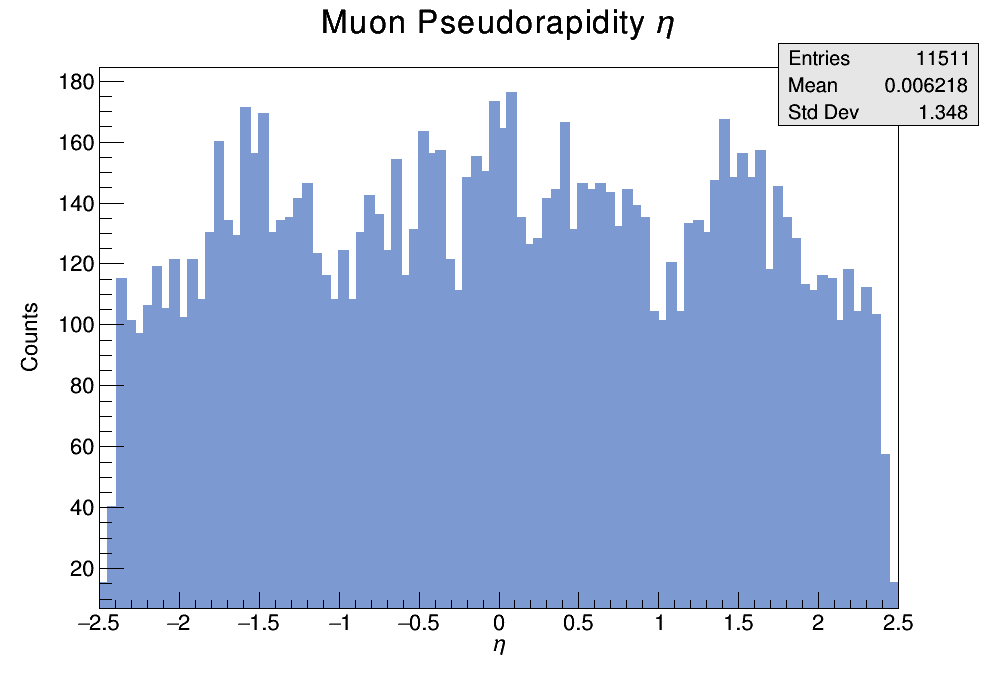 Muon Pseudorapidity η
Entries 11511
Mean 0.006218
Std Dev 1.348
180
160
140
120
100
80
60
40
20
Counts
−2.5 −2 −1.5 −1 −0.5 0 0.5 1 1.5 2 2.5
η